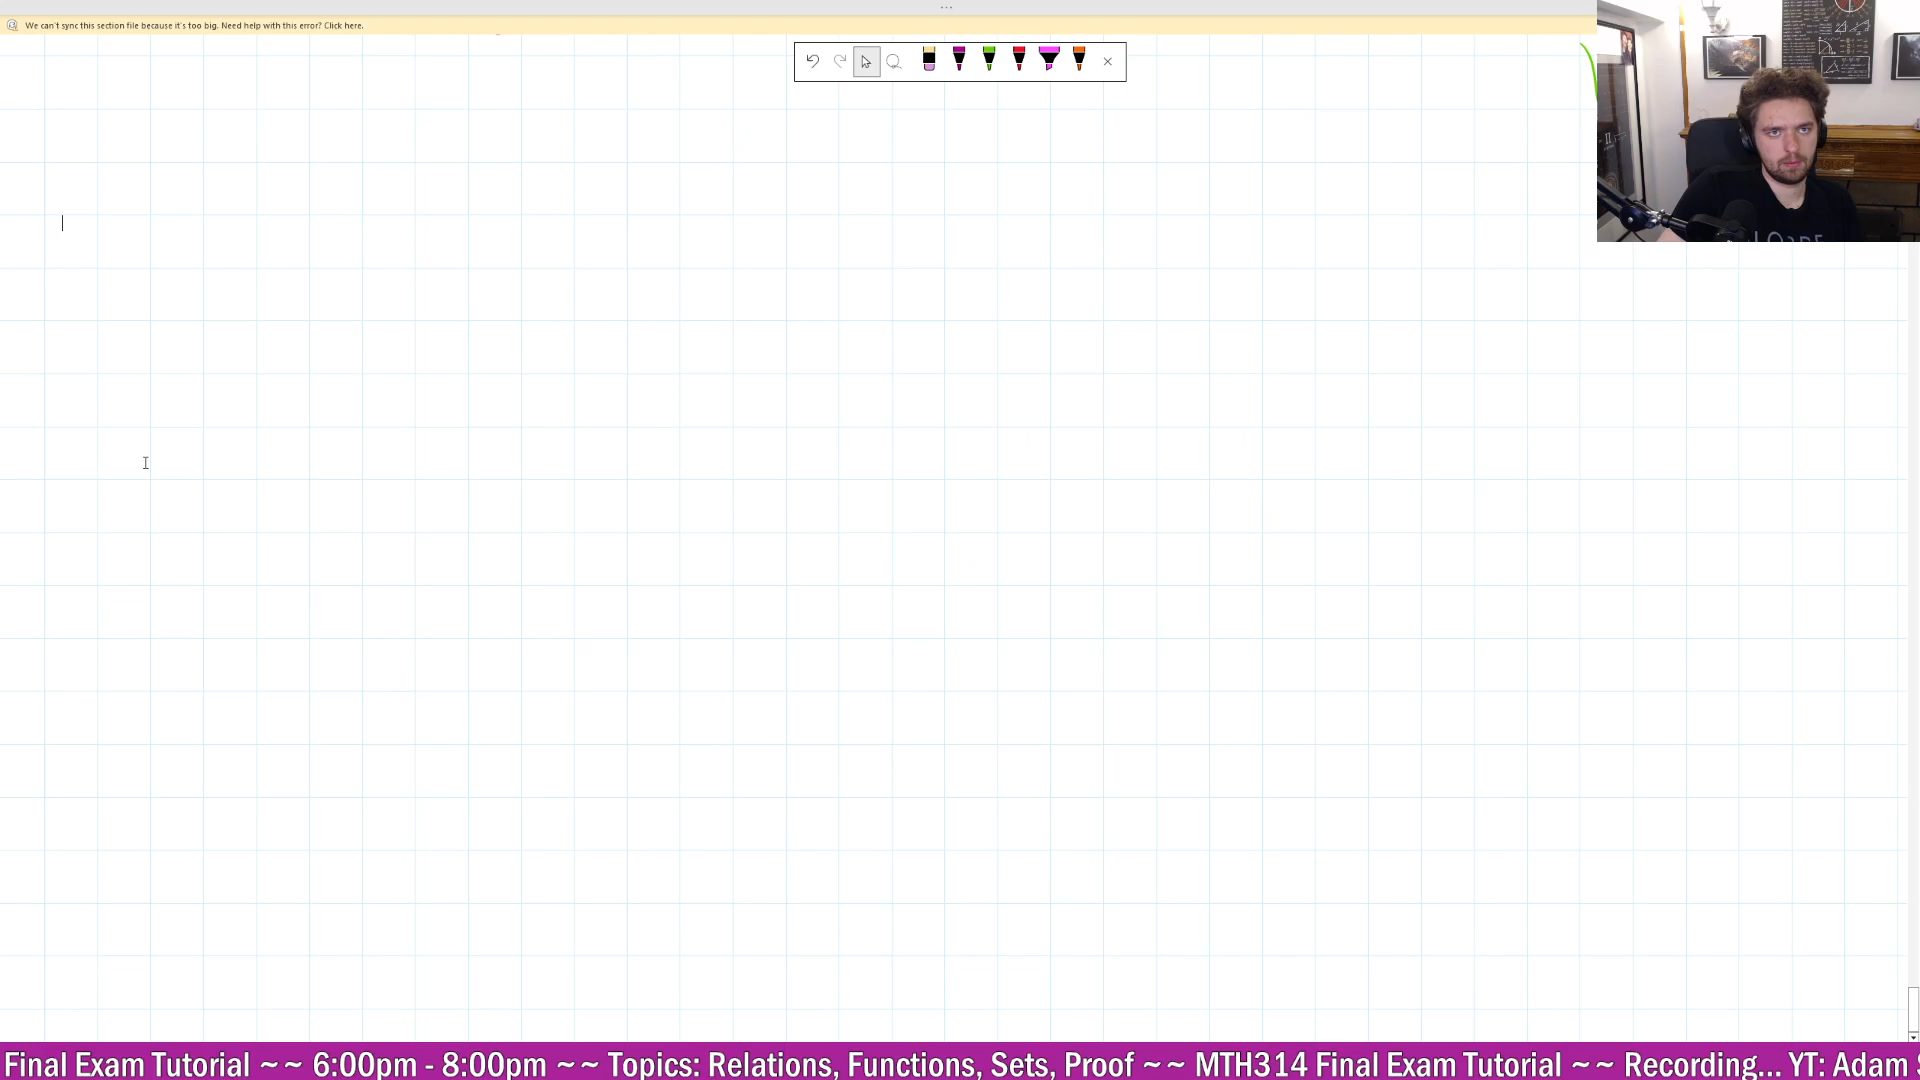 We can't sync this section file because it's too big. Need help with this error? Click here.
Final Exam Tutorial ~~ 6:00pm - 8:00pm ~~ Topics: Relations, Functions, Sets, Proof ~~ MTH314 Final Exam Tutorial ~~ Recording... YT: Adam